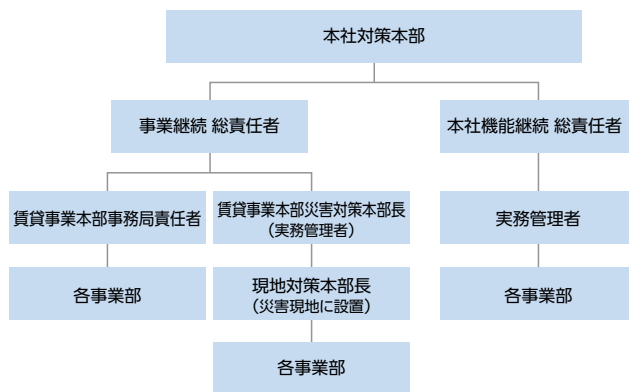 本社対策本部
事業継続 総責任者
本社機能継続 総責任者
賃貸事業本部事務局責任者
賃貸事業本部災害対策本部長
（実務管理者）
実務管理者
各事業部
現地対策本部長
（災害現地に設置）
各事業部
各事業部